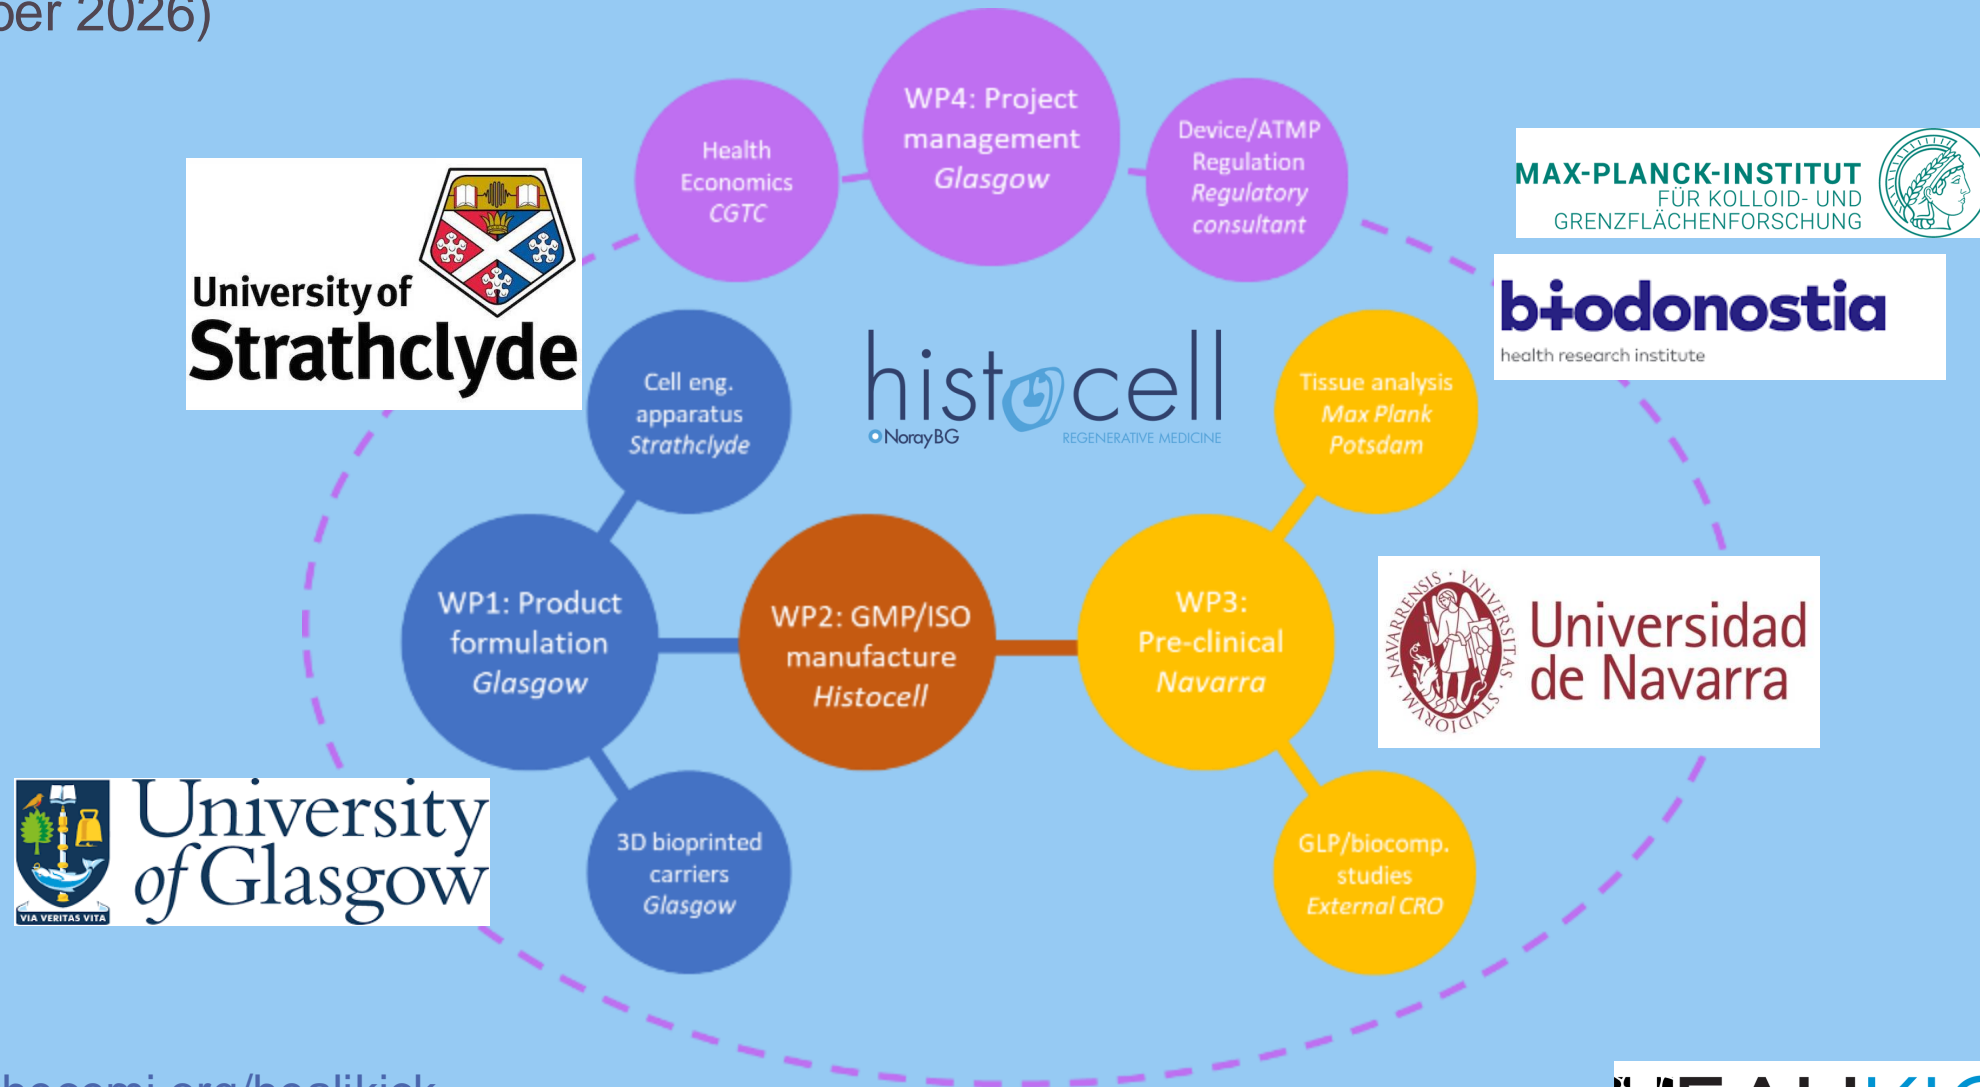 ber 2026)
WP4: Project
management
Glasgow
Health
Economics
CGTC
Device/ATMP
Regulation
Regulatory
consultant
MAX-PLANCK-INSTITUT
FÜR KOLLOID- UND
GRENZFLÄCHENFORSCHUNG
University of
Strathclyde
biodonostia
health research institute
Cell eng.
apparatus
Strathclyde
histocell
NorayBG
REGENERATIVE MEDICINE
Tissue analysis
Max Plank
Potsdam
WP1: Product
formulation
Glasgow
WP2: GMP/ISO
manufacture
Histocell
WP3:
Pre-clinical
Navarra
NAVARRENSIS · VNIVERSITAS · STVDIORVM
Universidad
de Navarra
University
of Glasgow
VIA VERITAS VITA
3D bioprinted
carriers
Glasgow
GLP/biocomp.
studies
External CRO